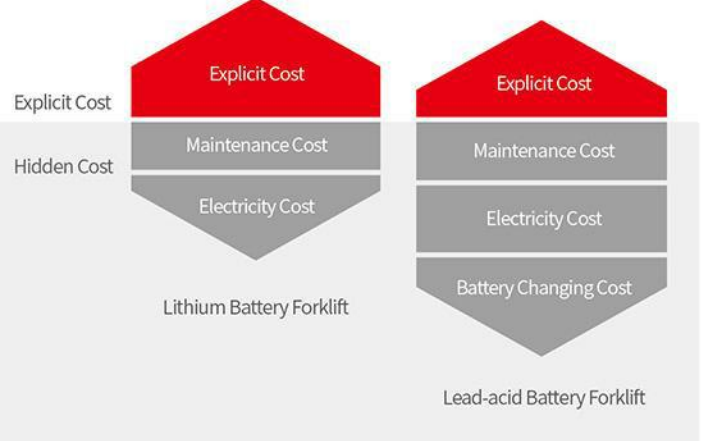 Explicit Cost
Hidden Cost
Explicit Cost
Maintenance Cost
Electricity Cost
Lithium Battery Forklift
Explicit Cost
Maintenance Cost
Electricity Cost
Battery Changing Cost
Lead-acid Battery Forklift